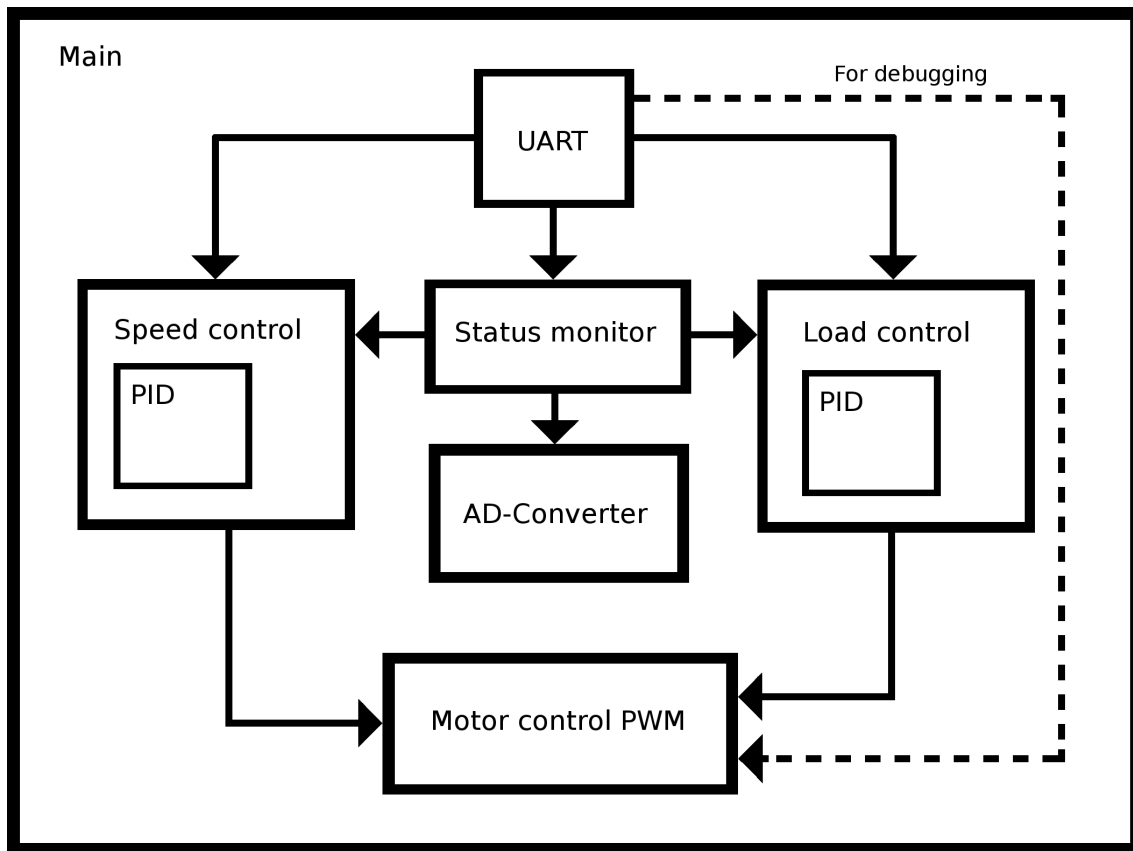 Main
For debugging
UART
Speed control
PID
Status monitor
Load control
PID
AD-Converter
Motor control PWM